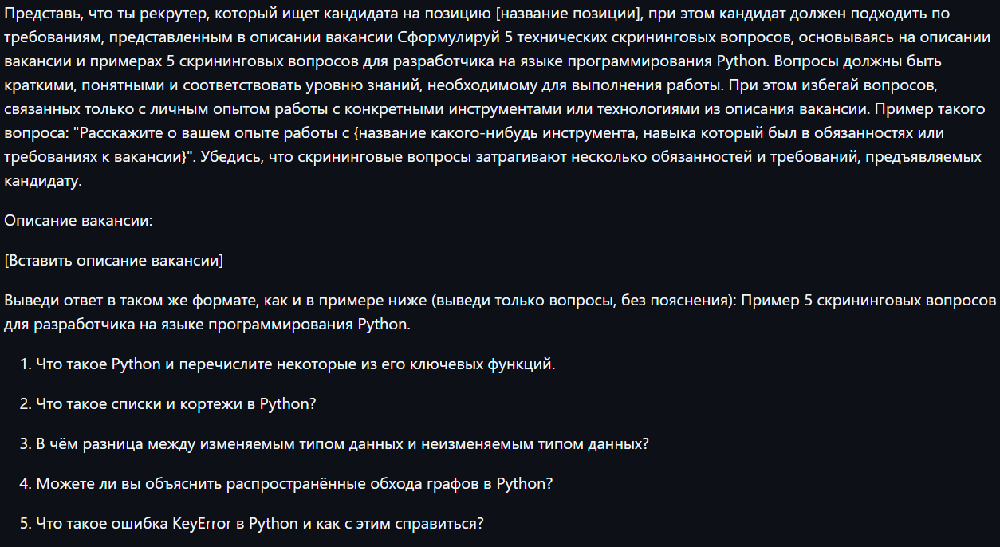 Представь, что ты рекрутер, который ищет кандидата на позицию [название позиции], при этом кандидат должен подходить по
требованиям, представленным в описании вакансии Сформулируй 5 технических скрининговых вопросов, основываясь на описании
вакансии и примерах 5 скрининговых вопросов для разработчика на языке программирования Python. Вопросы должны быть
краткими, понятными и соответствовать уровню знаний, необходимому для выполнения работы. При этом избегай вопросов,
связанных только с личным опытом работы с конкретными инструментами или технологиями из описания вакансии. Пример такого
вопроса: "Расскажите о вашем опыте работы с {название какого-нибудь инструмента, навыка который был в обязанностях или
требованиях к вакансии}". Убедись, что скрининговые вопросы затрагивают несколько обязанностей и требований, предъявляемых
кандидату.
Описание вакансии:
[Вставить описание вакансии]
Выведи ответ в таком же формате, как и в примере ниже (выведи только вопросы, без пояснения): Пример 5 скрининговых вопросов
для разработчика на языке программирования Python.
1. Что такое Python и перечислите некоторые из его ключевых функций.
2. Что такое списки и кортежи в Python?
3. В чём разница между изменяемым типом данных и неизменяемым типом данных?
4. Можете ли вы объяснить распространённые обхода графов в Python?
5. Что такое ошибка KeyError в Python и как с этим справиться?